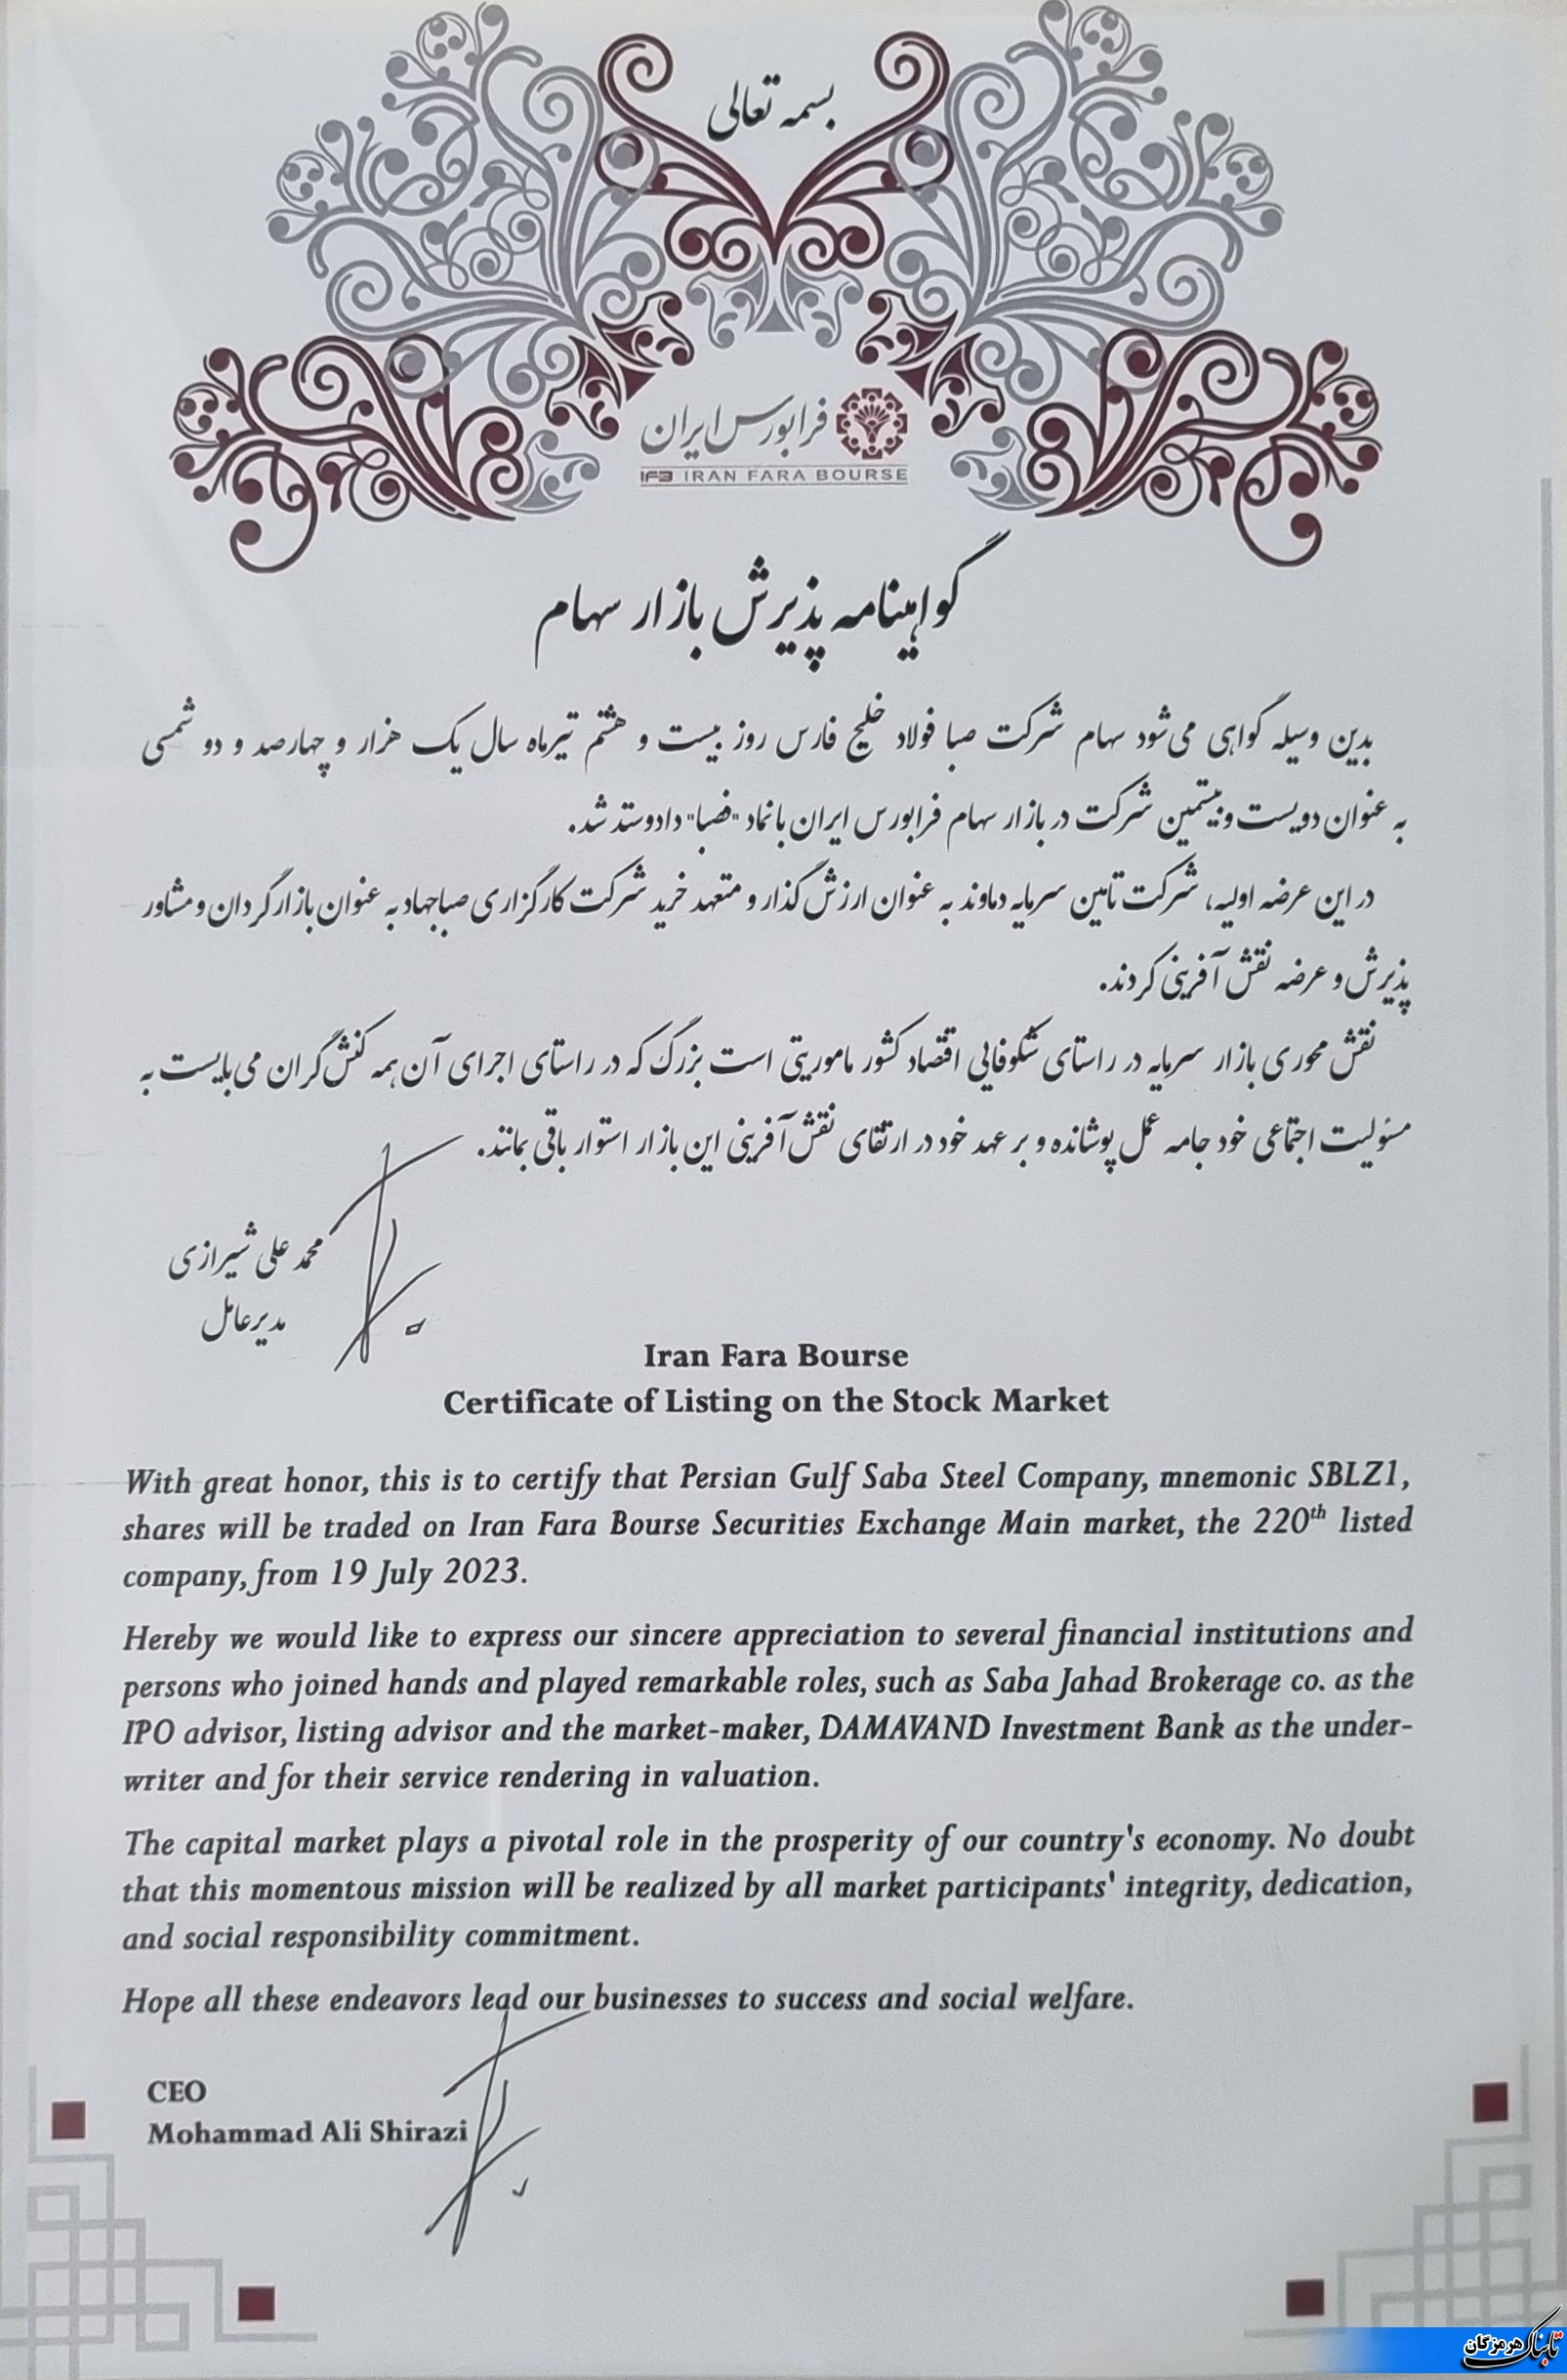 بسمه تعالی
فرابورس ایران
IFB IRAN FARA BOURSE
گواهینامه پذیرش بازار سهام
بدین وسیله گواهی می‌شود سهام شرکت صبا فولاد خلیج فارس روز بیست و هشتم تیرماه سال یک هزار و چهارصد و دو شمسی
به عنوان دویست و بیستمین شرکت در بازار سهام فرابورس ایران با نماد "فصبا" دادوستد شد.
در این عرضه اولیه، شرکت تامین سرمایه دماوند به عنوان ارزش گذار و متعهد خرید شرکت کارگزاری صباجهاد به عنوان بازارگردان و مشاور
پذیرش و عرضه نقش آفرینی کردند.
نقش محوری بازار سرمایه در راستای شکوفایی اقتصاد کشور ماموریتی است بزرگ که در راستای اجرای آن همه کنش گران می بایست به
مسئولیت اجتماعی خود جامه عمل پوشانده و بر عهد خود در ارتقای نقش آفرینی این بازار استوار باقی بمانند.
محمد علی شیرازی
مدیرعامل
Iran Fara Bourse
Certificate of Listing on the Stock Market
With great honor, this is to certify that Persian Gulf Saba Steel Company, mnemonic SBLZ1,
shares will be traded on Iran Fara Bourse Securities Exchange Main market, the 220th listed
company, from 19 July 2023.
Hereby we would like to express our sincere appreciation to several financial institutions and
persons who joined hands and played remarkable roles, such as Saba Jahad Brokerage co. as the
IPO advisor, listing advisor and the market-maker, DAMAVAND Investment Bank as the under-
writer and for their service rendering in valuation.
The capital market plays a pivotal role in the prosperity of our country's economy. No doubt
that this momentous mission will be realized by all market participants' integrity, dedication,
and social responsibility commitment.
Hope all these endeavors lead our businesses to success and social welfare.
CEO
Mohammad Ali Shirazi
تابناک هرمزگان